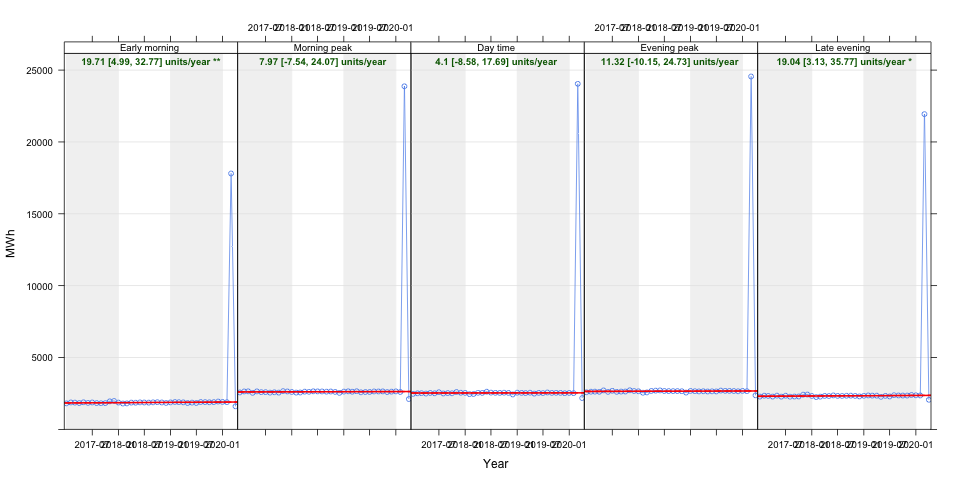 2017-07 2018-01 2018-07 2019-01 2019-07 2020-01 2017-07 2018-01 2018-07 2019-01 2019-07 2020-01
Early morning Morning peak Day time Evening peak Late evening
19.71 [4.99, 32.77] units/year ** 7.97 [-7.54, 24.07] units/year 4.1 [-8.58, 17.69] units/year 11.32 [-10.15, 24.73] units/year 19.04 [3.13, 35.77] units/year *
25000
20000
15000
MWh
10000
5000
2017-07 2018-01 2018-07 2019-01 2019-07 2020-01 2017-07 2018-01 2018-07 2019-01 2019-07 2020-01 2017-07 2018-01 2018-07 2019-01 2019-07 2020-01
Year